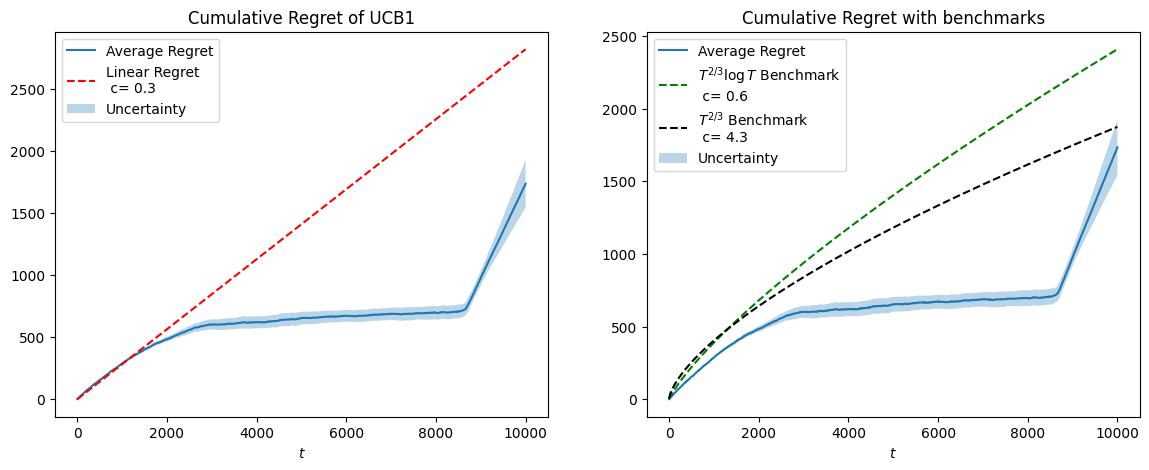 Cumulative Regret of UCB1
Average Regret
Linear Regret
c= 0.3
Uncertainty
2500
2000
1500
1000
500
0
0 2000 4000 6000 8000 10000
t
Cumulative Regret with benchmarks
Average Regret
T^{2/3} log T Benchmark
c= 0.6
T^{2/3} Benchmark
c= 4.3
Uncertainty
2500
2000
1500
1000
500
0
0 2000 4000 6000 8000 10000
t